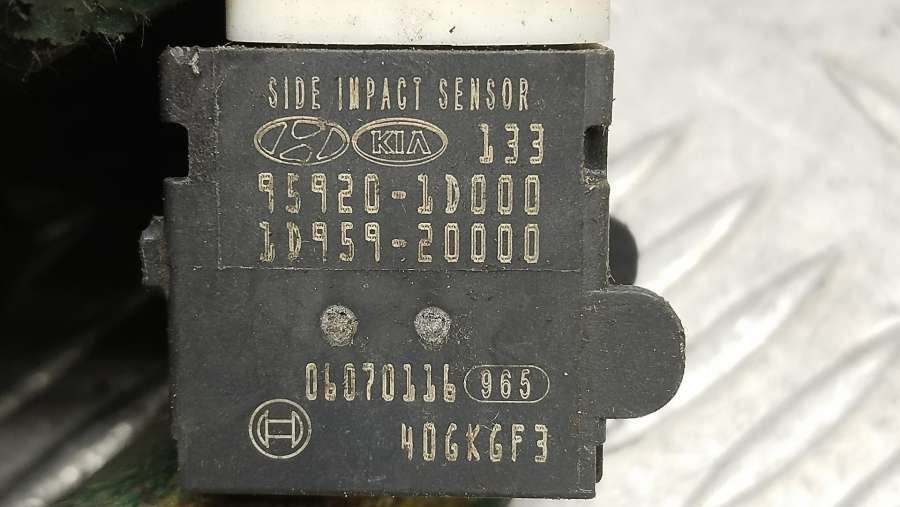 SIDE IMPACT SENSOR
KIA 133
95920-1D000
1D959-20000
06070116 965
40GKGF3